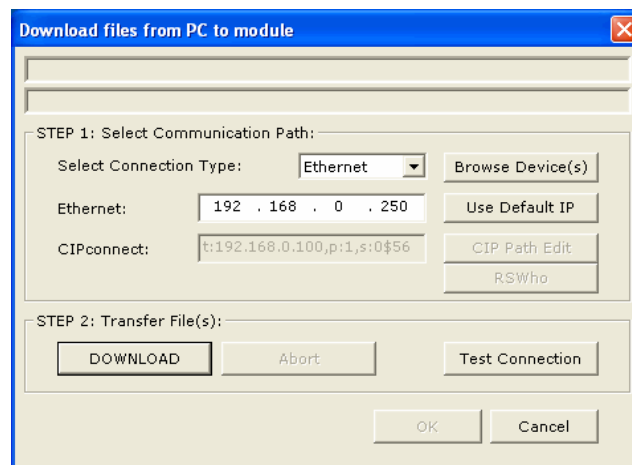 Download files from PC to module
STEP 1: Select Communication Path:
Select Connection Type: Ethernet Browse Device(s)
Ethernet: 192 . 168 . 0 . 250 Use Default IP
CIPconnect: t:192.168.0.100,p:1,s:0$56 CIP Path Edit
RSWho
STEP 2: Transfer File(s):
DOWNLOAD Abort Test Connection
OK Cancel